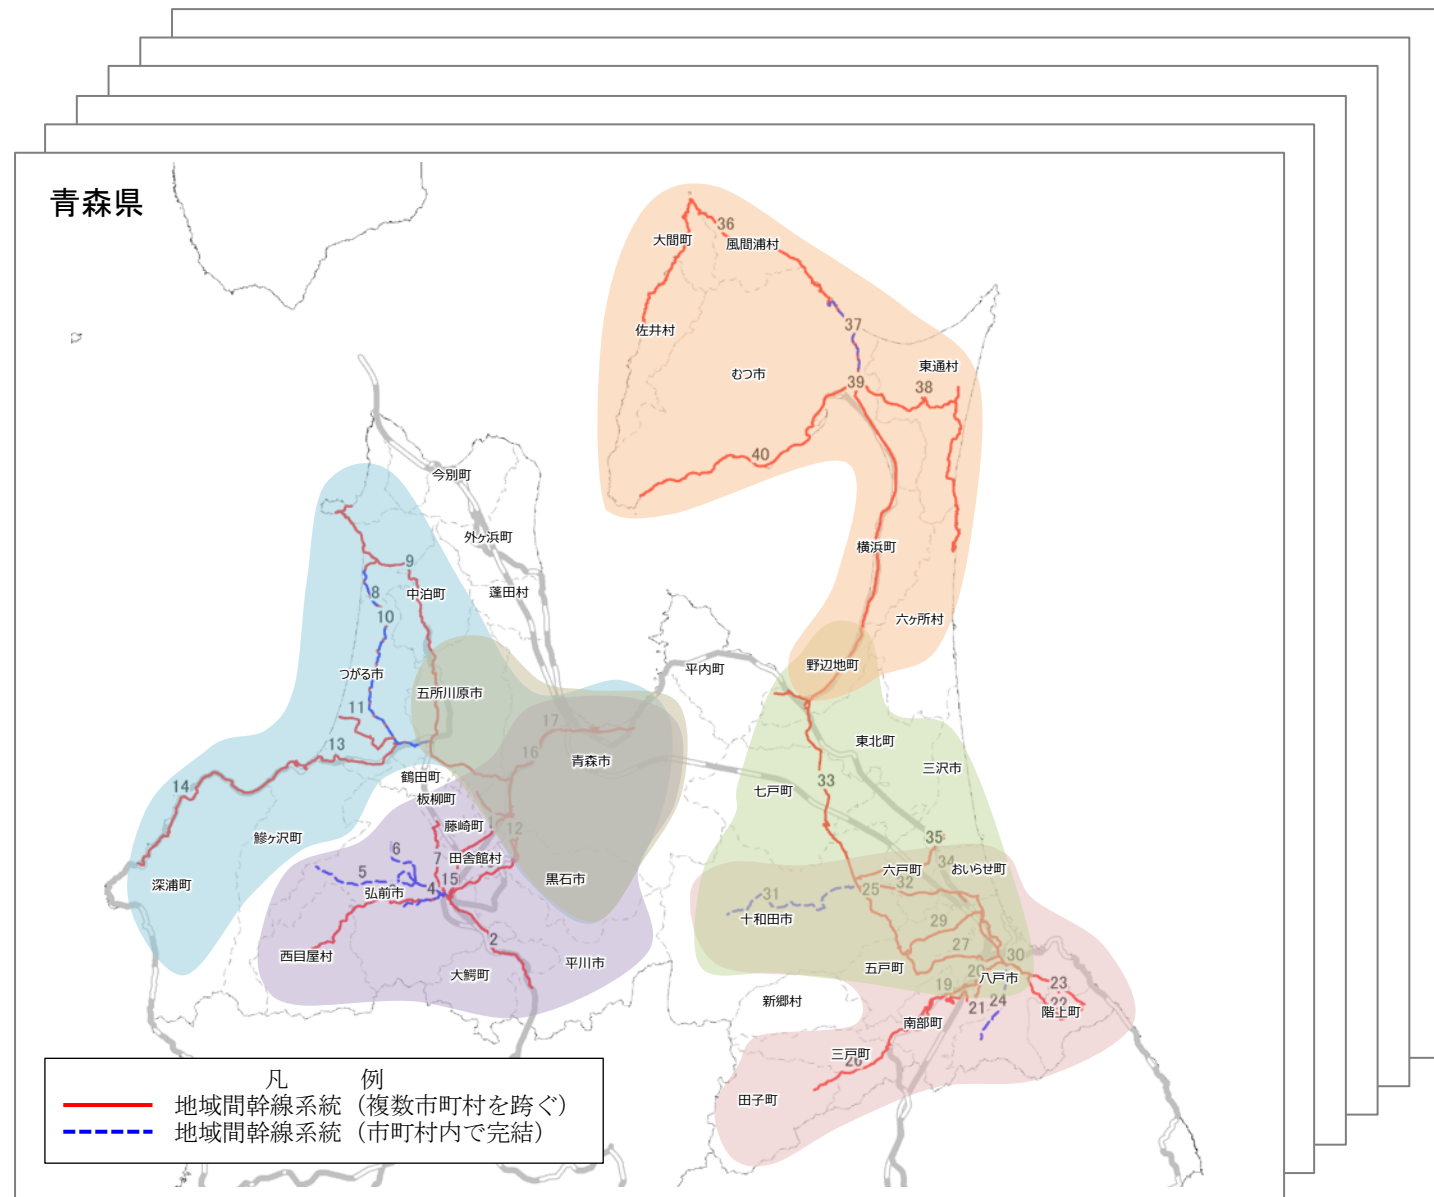 青森県
36
大間町
風間浦村
佐井村
37
むつ市
東通村
39
38
40
今別町
外ヶ浜町
横浜町
9
8
中泊町
蓬田村
10
六ヶ所村
つがる市
平内町
野辺地町
五所川原市
11
17
13
16
東北町
青森市
三沢市
鶴田町
14
33
七戸町
板柳町
藤崎町
1
12
鰺ヶ沢町
35
6
7
田舎館村
34
5
六戸町
おいらせ町
深浦町
15
黒石市
32
4
弘前市
25
31
十和田市
29
2
27
西目屋村
30
平川市
五戸町
大鰐町
20
八戸市
19
23
新郷村
24
22
21
南部町
階上町
三戸町
26
田子町
凡 例
地域間幹線系統（複数市町村を跨ぐ）
地域間幹線系統（市町村内で完結）